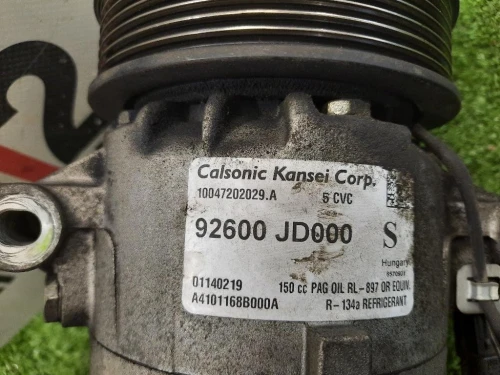 Calsonic Kansei Corp.
10047202029.A 6 CVC
92600 JD000 S
Hungary
01140219 150 cc PAG OIL RL-897 OR EQUIV.
A4101168B000A R-134a REFRIGERANT